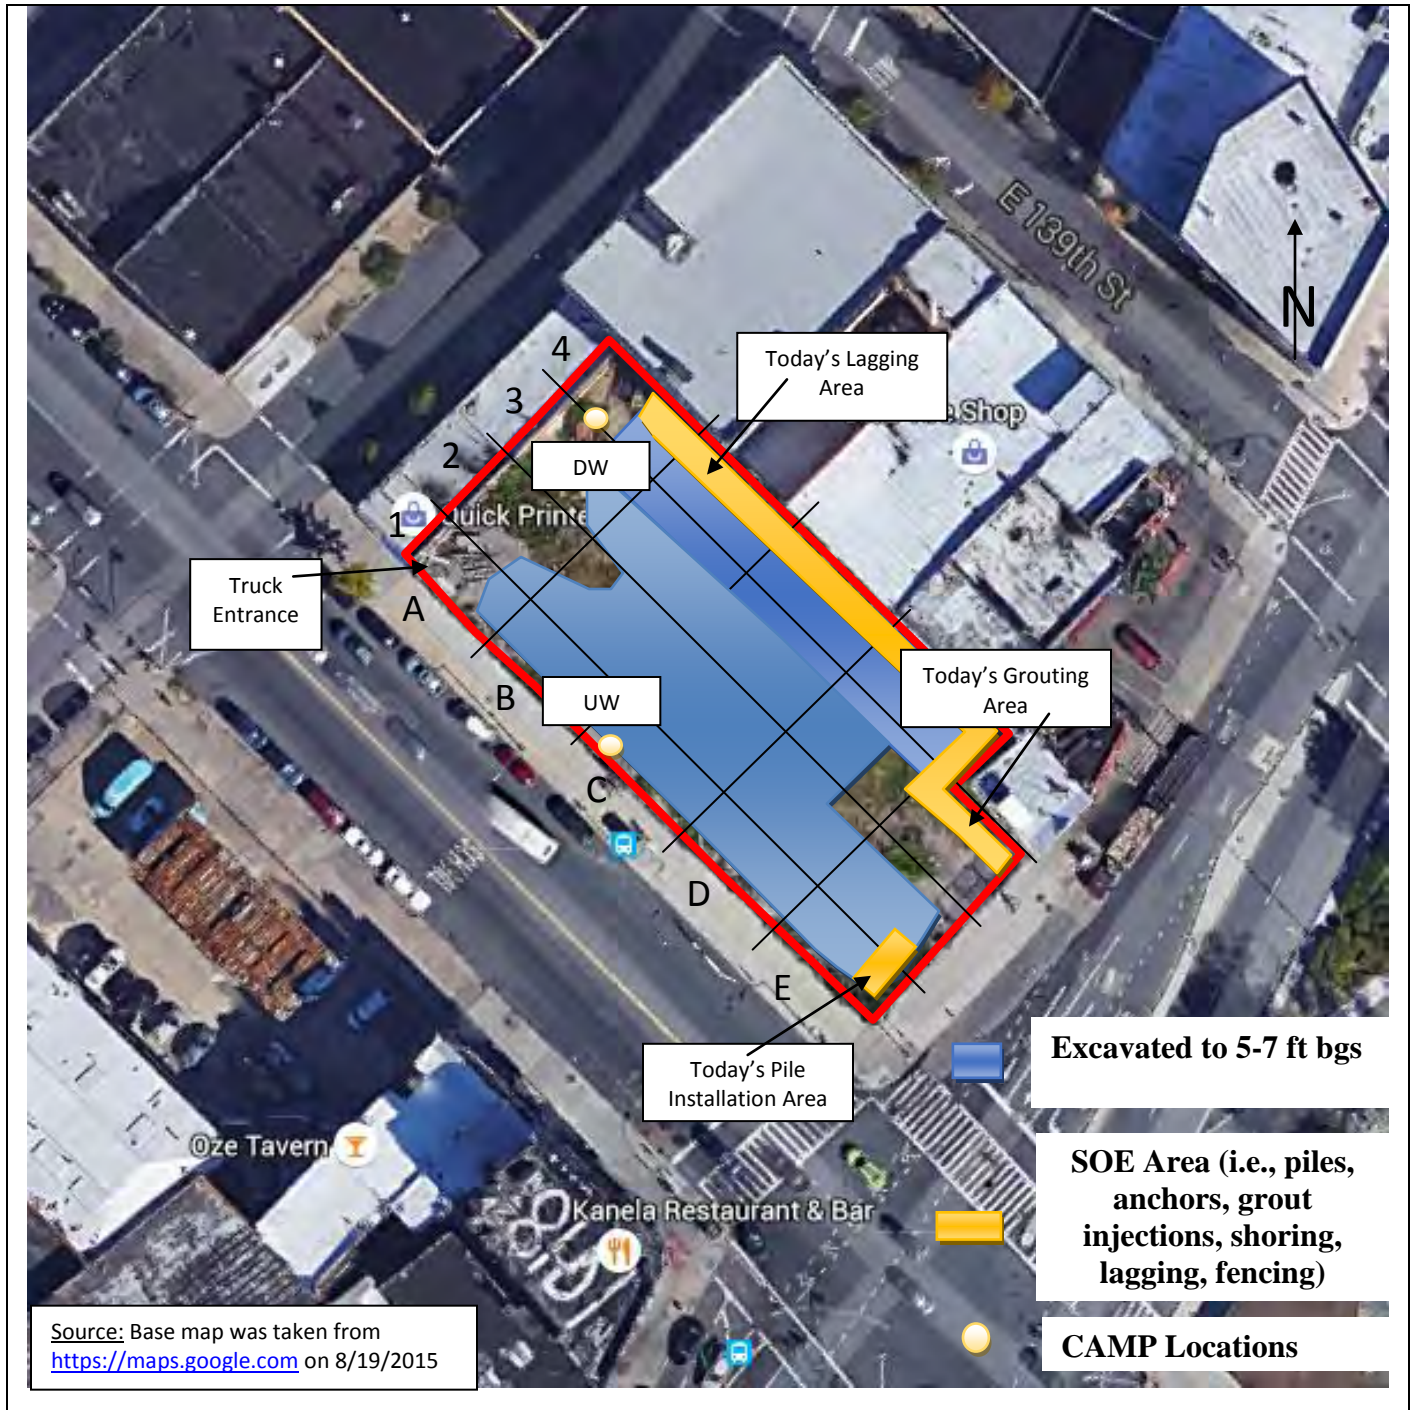 E 139th St
N
4
Today's Lagging
Area
3
Shop
2
DW
Quick Printe
1
Truck
Entrance
A
Today's Grouting
Area
B
UW
C
D
E
Excavated to 5-7 ft bgs
Today's Pile
Installation Area
Oze Tavern
SOE Area (i.e., piles,
anchors, grout
injections, shoring,
lagging, fencing)
Kanela Restaurant & Bar
Source: Base map was taken from
https://maps.google.com on 8/19/2015
CAMP Locations